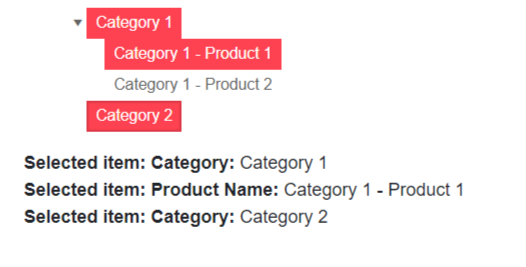 Category 1
Category 1 - Product 1
Category 1 - Product 2
Category 2
Selected item: Category: Category 1
Selected item: Product Name: Category 1 - Product 1
Selected item: Category: Category 2